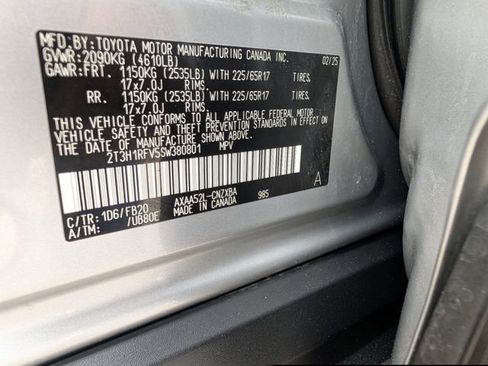 MFD. BY:TOYOTA MOTOR MANUFACTURING CANADA INC. 02/25
GVWR:2090KG (4610LB)
GAWR:FRT. 1150KG (2535LB) WITH 225/65R17 TIRES
17x7.0J RIMS.
RR. 1150KG (2535LB) WITH 225/65R17 TIRES
17x7.0J RIMS.
THIS VEHICLE CONFORMS TO ALL APPLICABLE FEDERAL MOTOR
VEHICLE SAFETY AND THEFT PREVENTION STANDARDS IN EFFECT ON
THE DATE OF MANUFACTURE SHOWN ABOVE.
2T3H1RFV5SW380801 MPV
C/TR:1D6/FB20 AXAA52L-CNZXBA 985 A
A/TM: /UB80E MADE IN CANADA